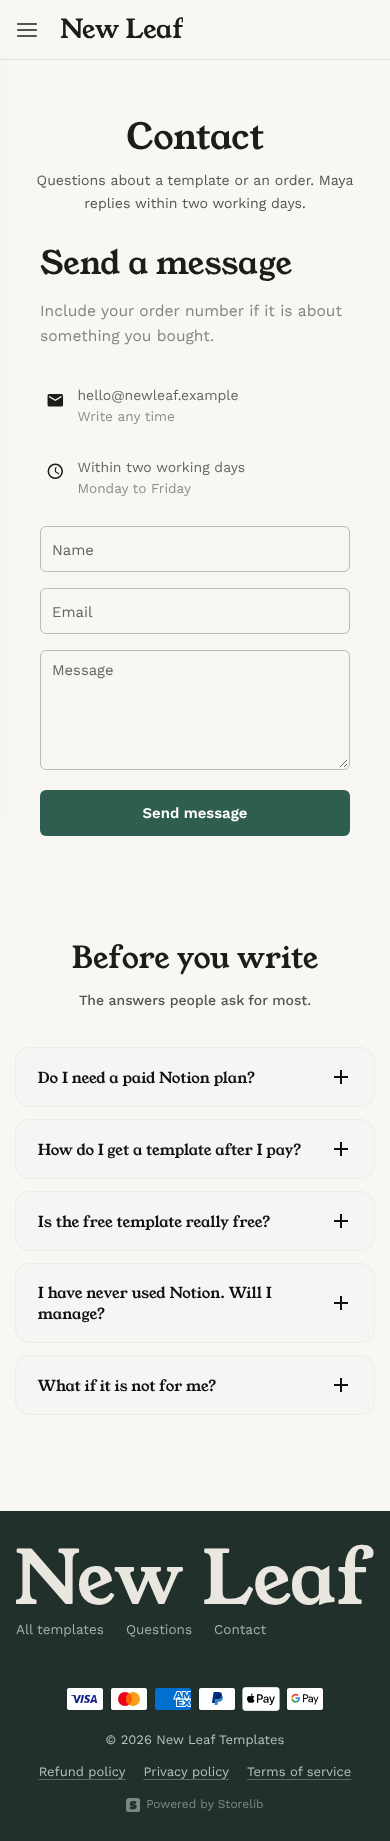 New Leaf
Contact
Questions about a template or an order. Maya
replies within two working days.
Send a message
Include your order number if it is about
something you bought.
hello@newleaf.example
Write any time
Within two working days
Monday to Friday
Name
Email
Message
Send message
Before you write
The answers people ask for most.
Do I need a paid Notion plan?
How do I get a template after I pay?
Is the free template really free?
I have never used Notion. Will I
manage?
What if it is not for me?
New Leaf
All templates Questions Contact
VISA AMEX P Pay G Pay
© 2026 New Leaf Templates
Refund policy Privacy policy Terms of service
S Powered by Storelib